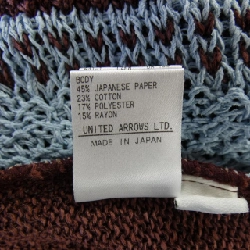 BODY
45% JAPANESE PAPER
23% COTTON
17% POLYESTER
15% RAYON
UNITED ARROWS LTD.
MADE IN JAPAN